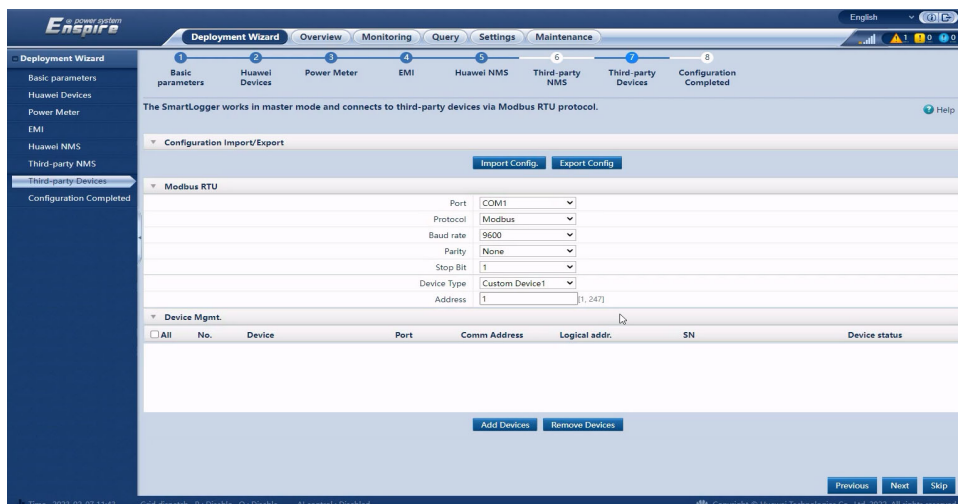 Enspire
@ power system
English
Deployment Wizard Overview Monitoring Query Settings Maintenance
1 0 0
Deployment Wizard
Basic parameters
Huawei Devices
Power Meter
EMI
Huawei NMS
Third-party NMS
Third-party Devices
Configuration Completed
1 2 3 4 5 6 7 8
Basic parameters Huawei Devices Power Meter EMI Huawei NMS Third-party NMS Third-party Devices Configuration Completed
The SmartLogger works in master mode and connects to third-party devices via Modbus RTU protocol.
Help
Configuration Import/Export
Import Config. Export Config
Modbus RTU
Port COM1
Protocol Modbus
Baud rate 9600
Parity None
Stop Bit 1
Device Type Custom Device1
Address 1 [1, 247]
Device Mgmt.
All No. Device Port Comm Address Logical addr. SN Device status
Add Devices Remove Devices
Previous Next Skip